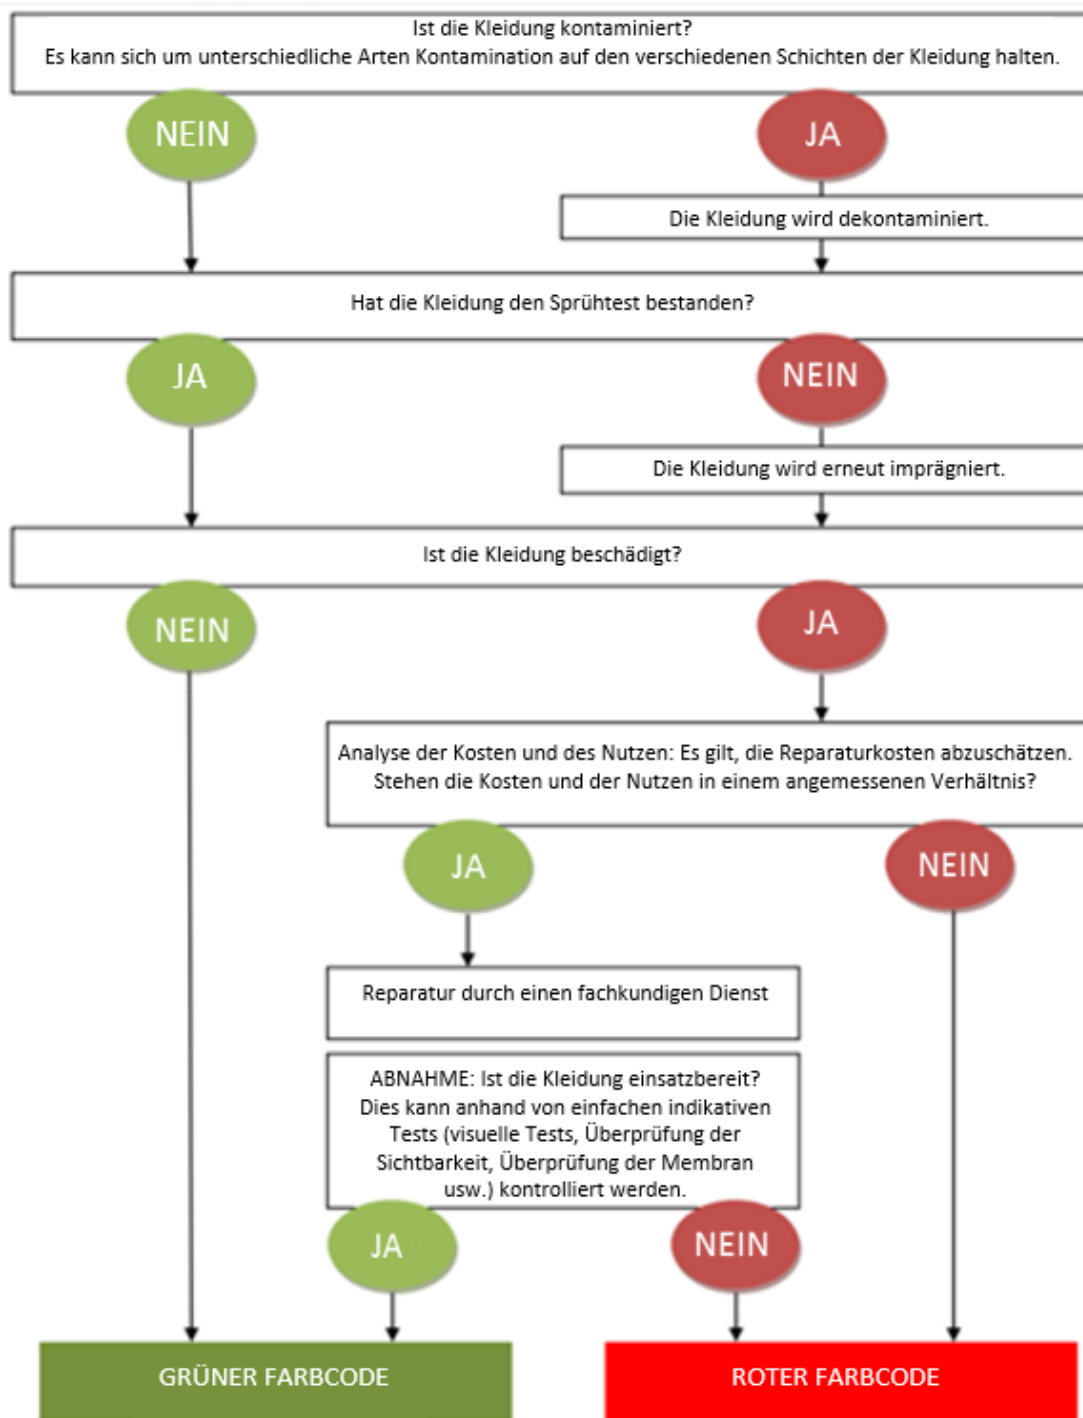 Ist die Kleidung kontaminiert?
Es kann sich um unterschiedliche Arten Kontamination auf den verschiedenen Schichten der Kleidung halten.
NEIN
JA
Die Kleidung wird dekontaminiert.
Hat die Kleidung den Sprühtest bestanden?
JA
NEIN
Die Kleidung wird erneut imprägniert.
Ist die Kleidung beschädigt?
NEIN
JA
Analyse der Kosten und des Nutzen: Es gilt, die Reparaturkosten abzuschätzen.
Stehen die Kosten und der Nutzen in einem angemessenen Verhältnis?
JA
NEIN
Reparatur durch einen fachkundigen Dienst
ABNAHME: Ist die Kleidung einsatzbereit?
Dies kann anhand von einfachen indikativen
Tests (visuelle Tests, Überprüfung der
Sichtbarkeit, Überprüfung der Membran
usw.) kontrolliert werden.
JA
NEIN
GRÜNER FARBCODE
ROTER FARBCODE